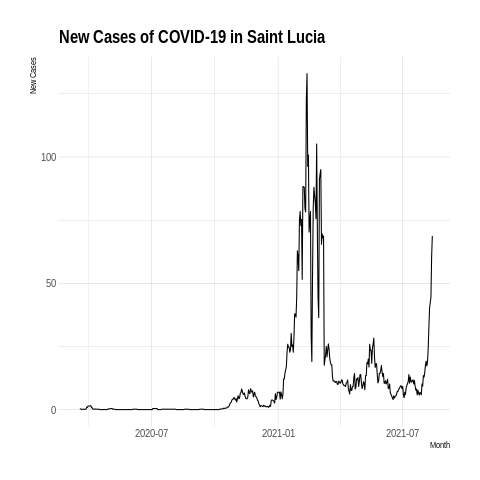 New Cases of COVID-19 in Saint Lucia
New Cases
100
50
0
2020-07
2021-01
2021-07
Month